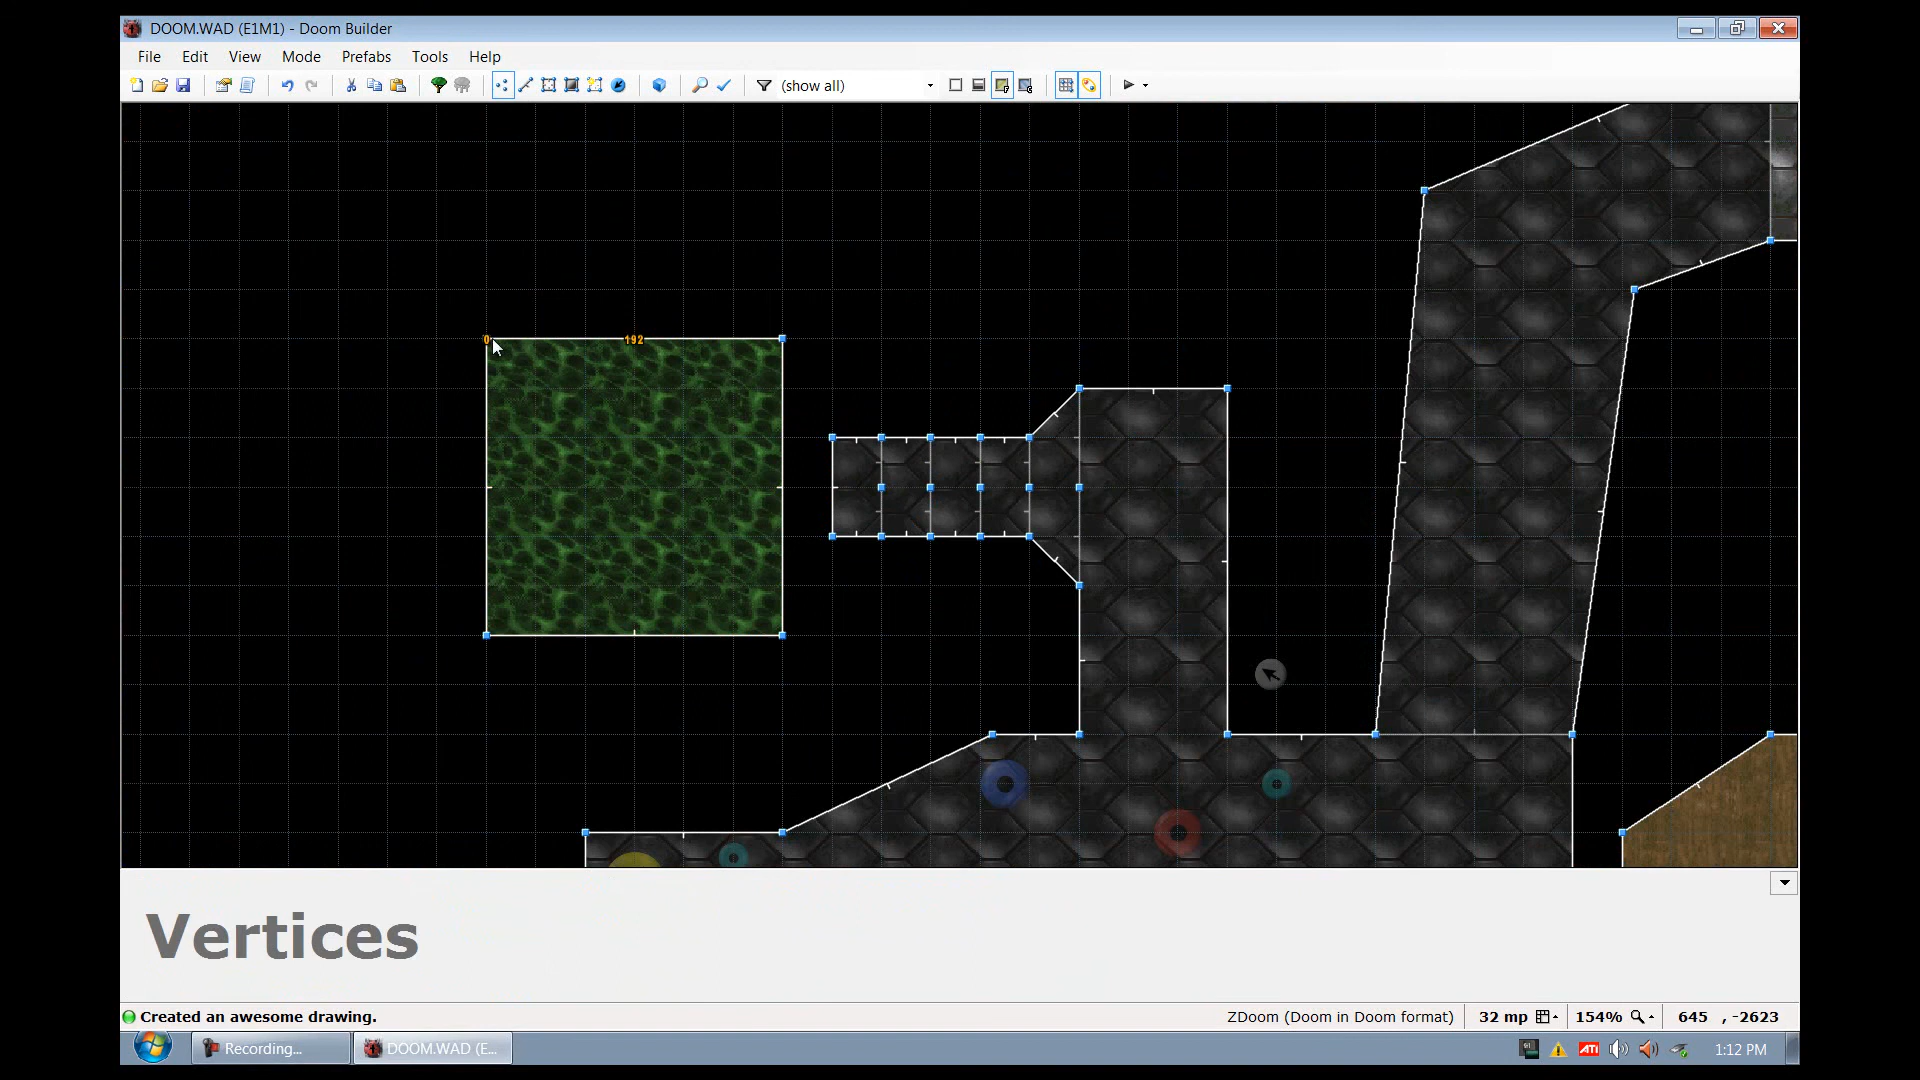 DOOM.WAD (E1M1) - Doom Builder
File Edit View Mode Prefabs Tools Help
(show all)
0 192
Vertices
Created an awesome drawing.
ZDoom (Doom in Doom format) 32 mp 154% 645 , -2623
Recording... DOOM.WAD (E... ATI 1:12 PM